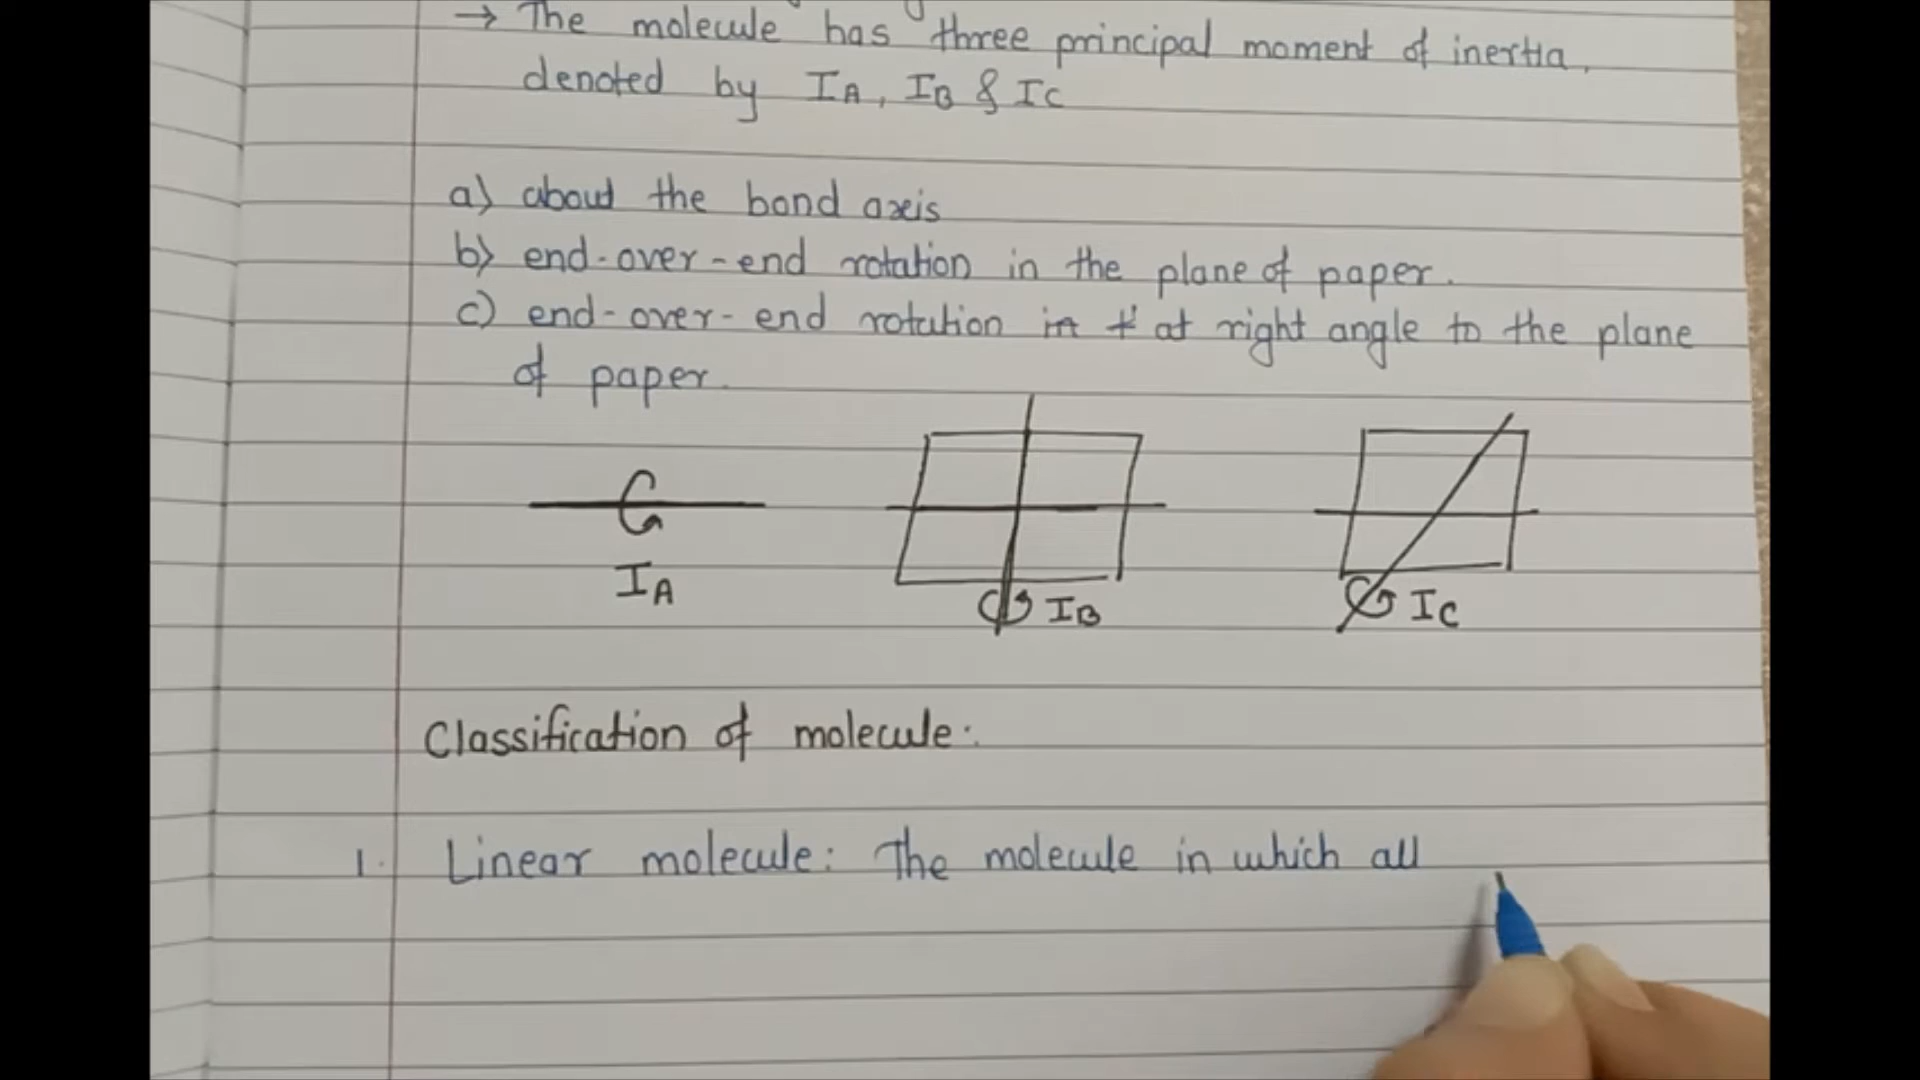 → The molecule has three principal moment of inertia,
denoted by IA, IB & IC
a) about the bond axis
b) end-over-end rotation in the plane of paper.
c) end-over-end rotation in at right angle to the plane
of paper.
IA
IB
IC
Classification of molecule:
1. Linear molecule: The molecule in which all